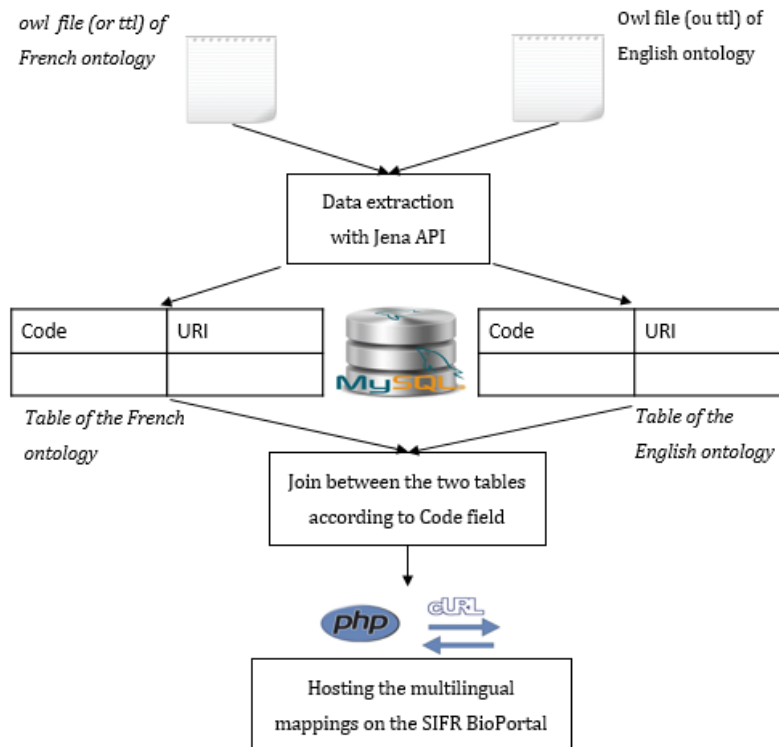 owl file (or ttl) of
French ontology
Owl file (ou ttl) of
English ontology
Data extraction
with Jena API
Code
URI
MySQL
Code
URI
Table of the French
ontology
Table of the
English ontology
Join between the two tables
according to Code field
php
cURL
Hosting the multilingual
mappings on the SIFR BioPortal